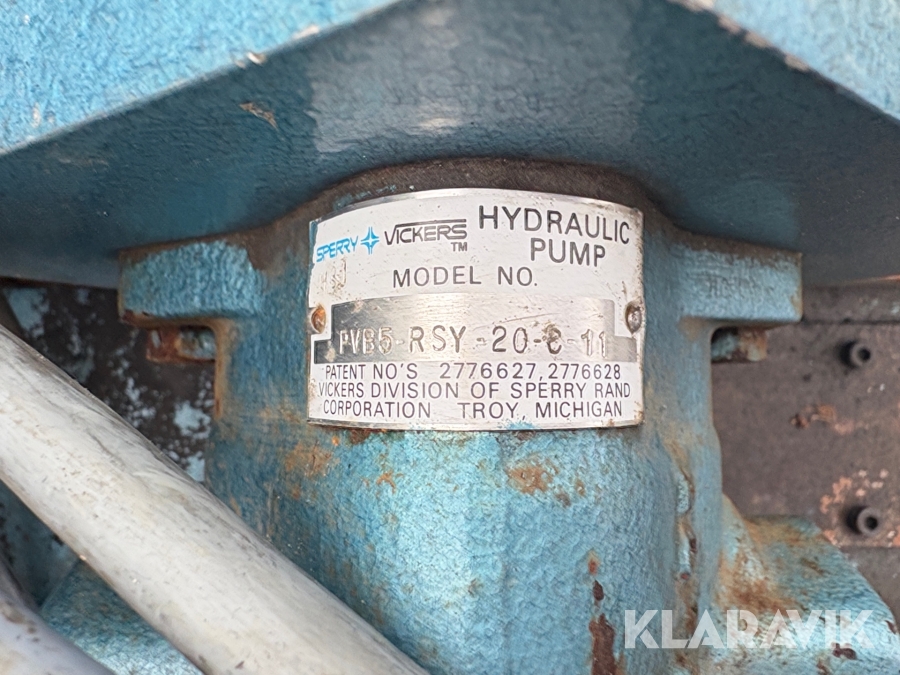 SPERRY VICKERS TM
HYDRAULIC
PUMP
MODEL NO.
PVB5-RSY-20-C-11
PATENT NO'S 2776627, 2776628
VICKERS DIVISION OF SPERRY RAND
CORPORATION TROY, MICHIGAN
KLARAVIK